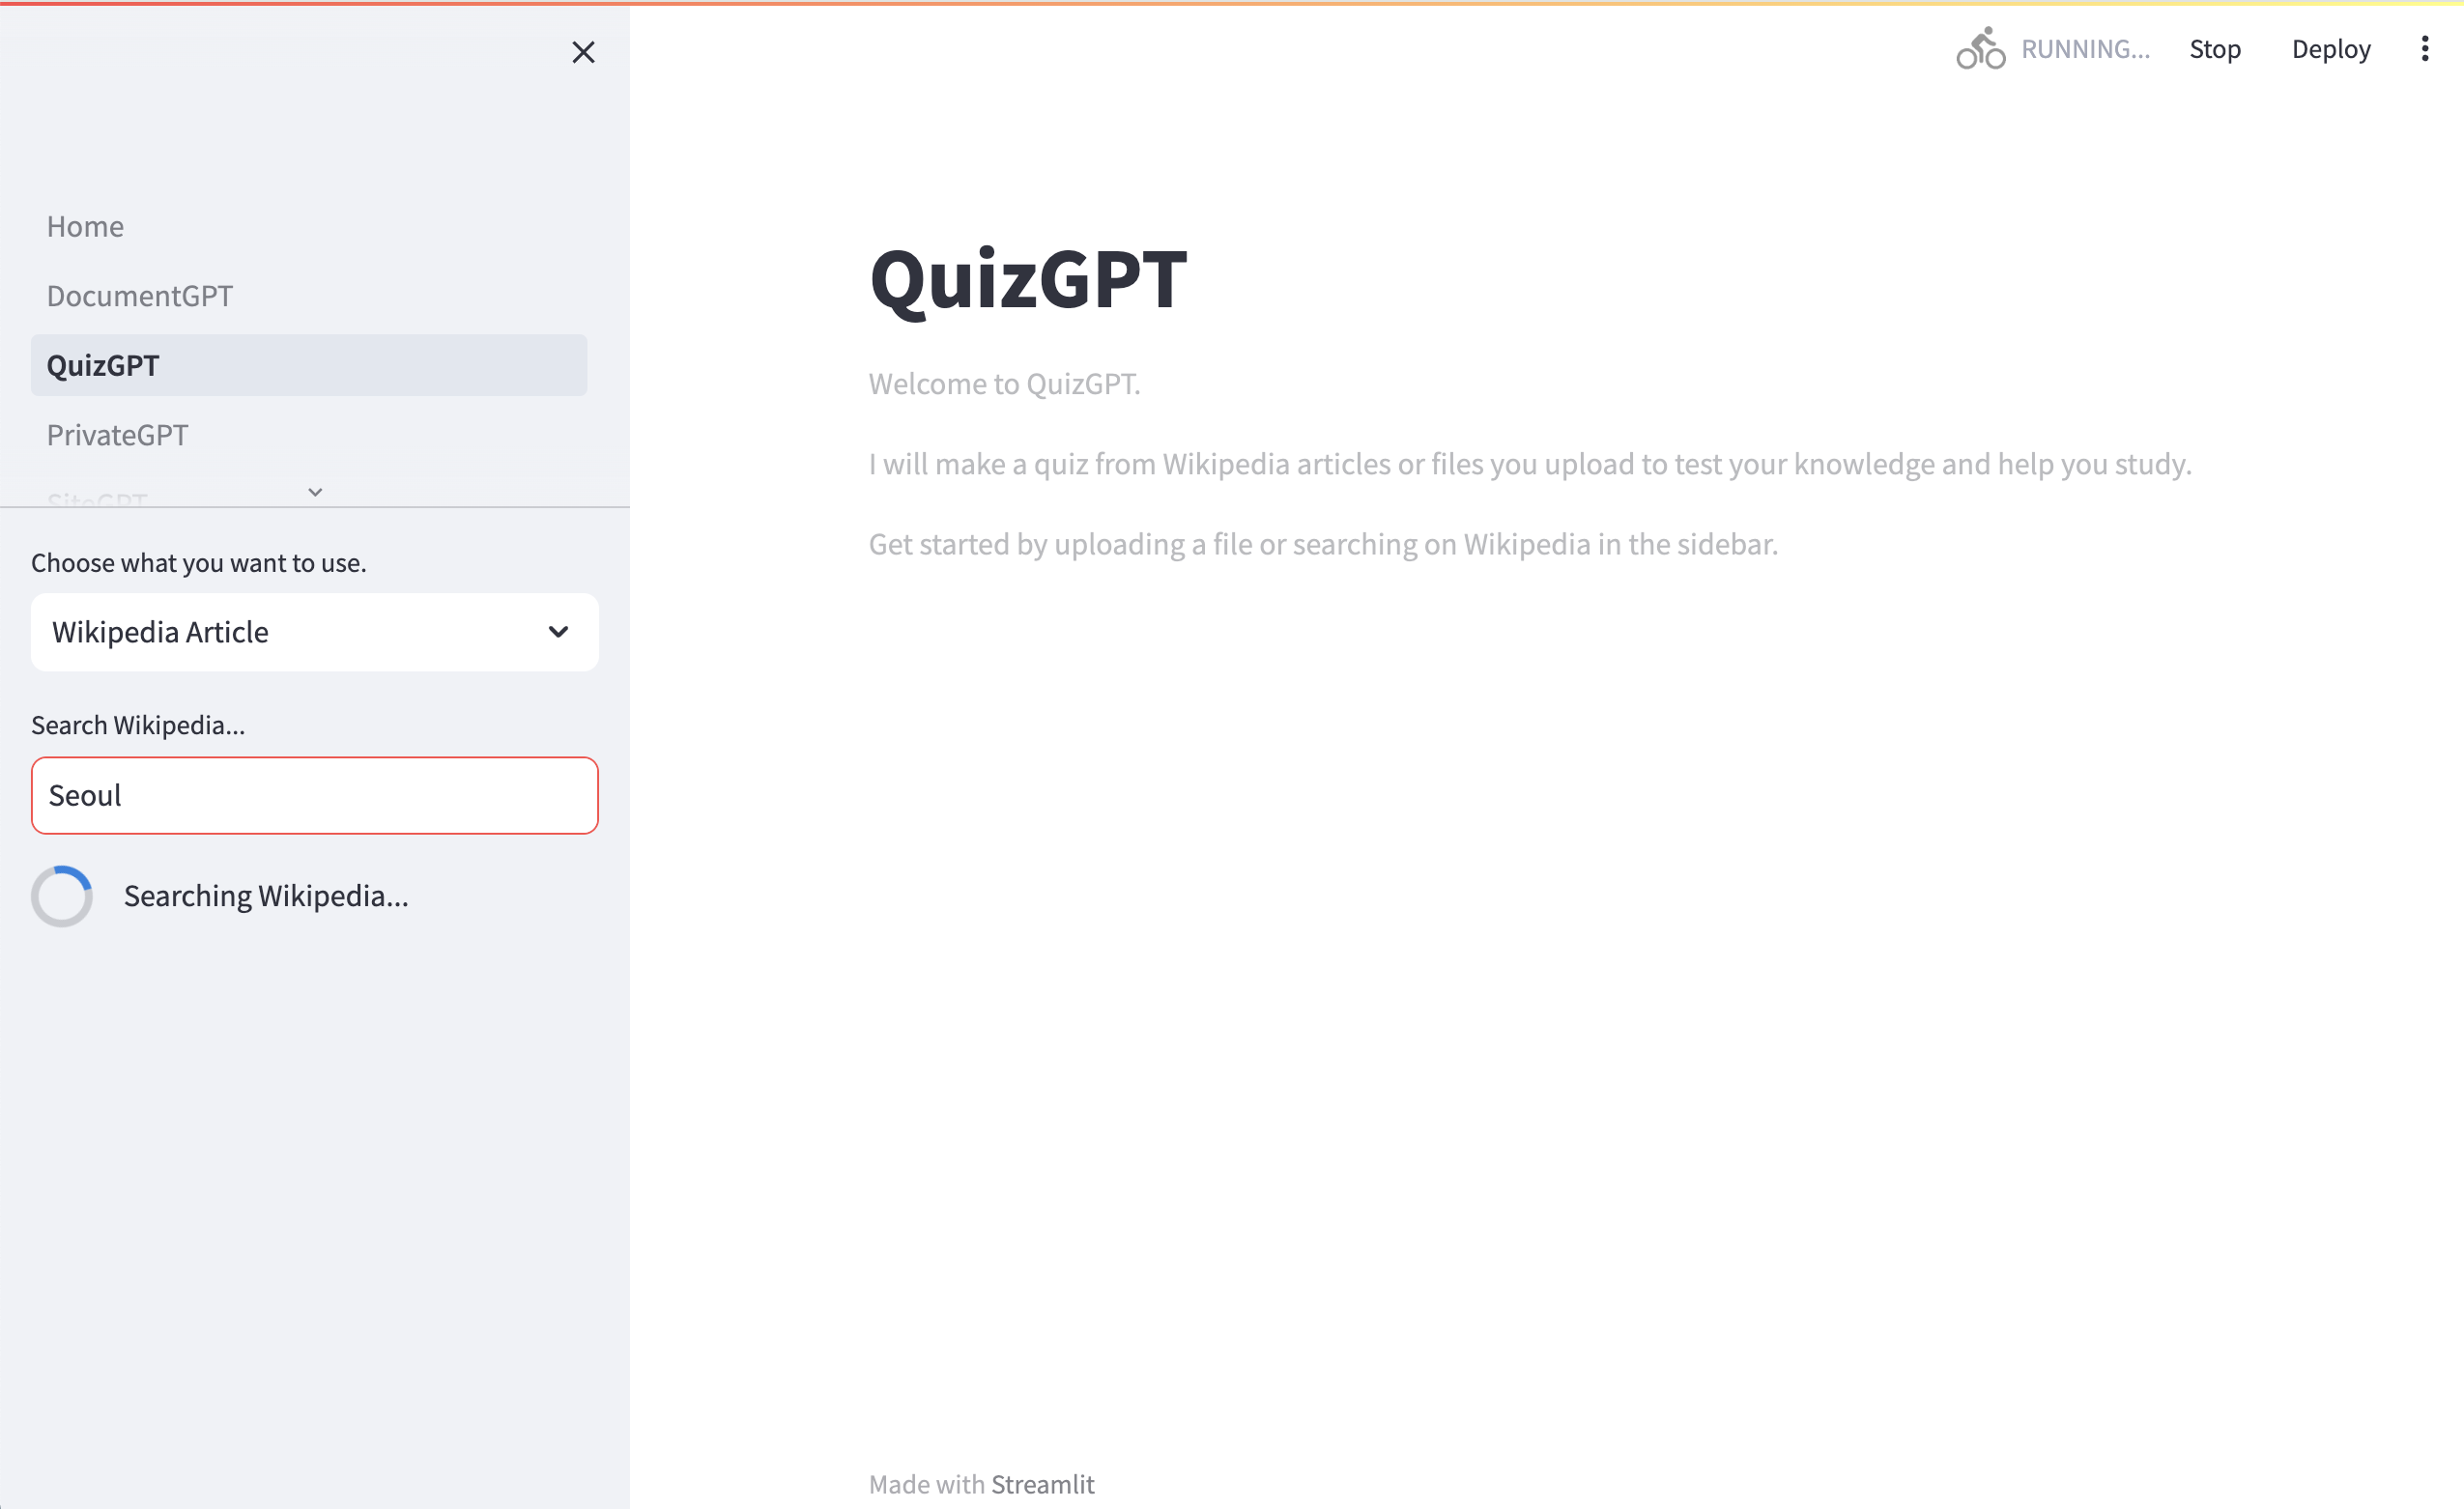 RUNNING...
Stop
Deploy
Home
DocumentGPT
QuizGPT
PrivateGPT
SiteGPT
Choose what you want to use.
Wikipedia Article
Search Wikipedia...
Seoul
Searching Wikipedia...
QuizGPT
Welcome to QuizGPT.
I will make a quiz from Wikipedia articles or files you upload to test your knowledge and help you study.
Get started by uploading a file or searching on Wikipedia in the sidebar.
Made with Streamlit